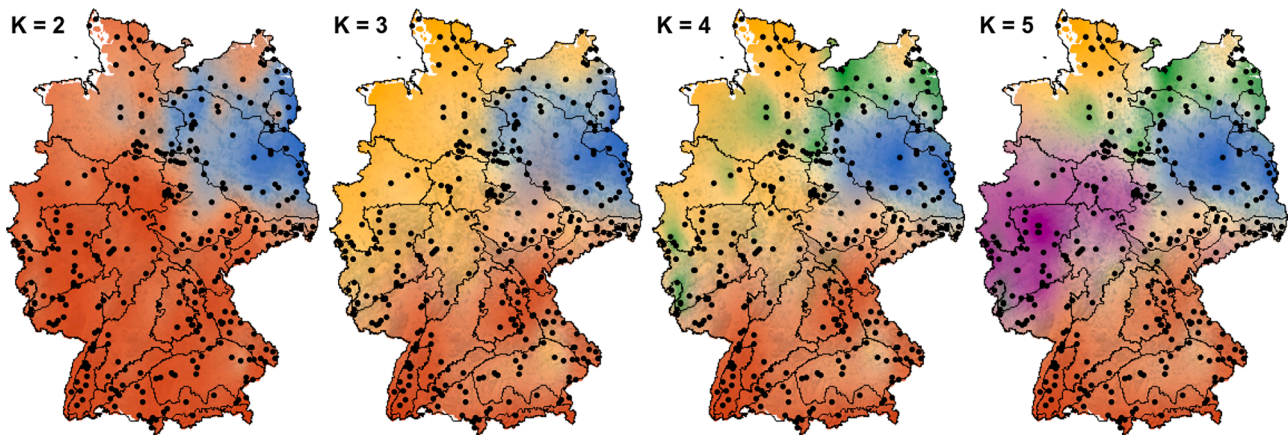 K = 2
K = 3
K = 4
K = 5